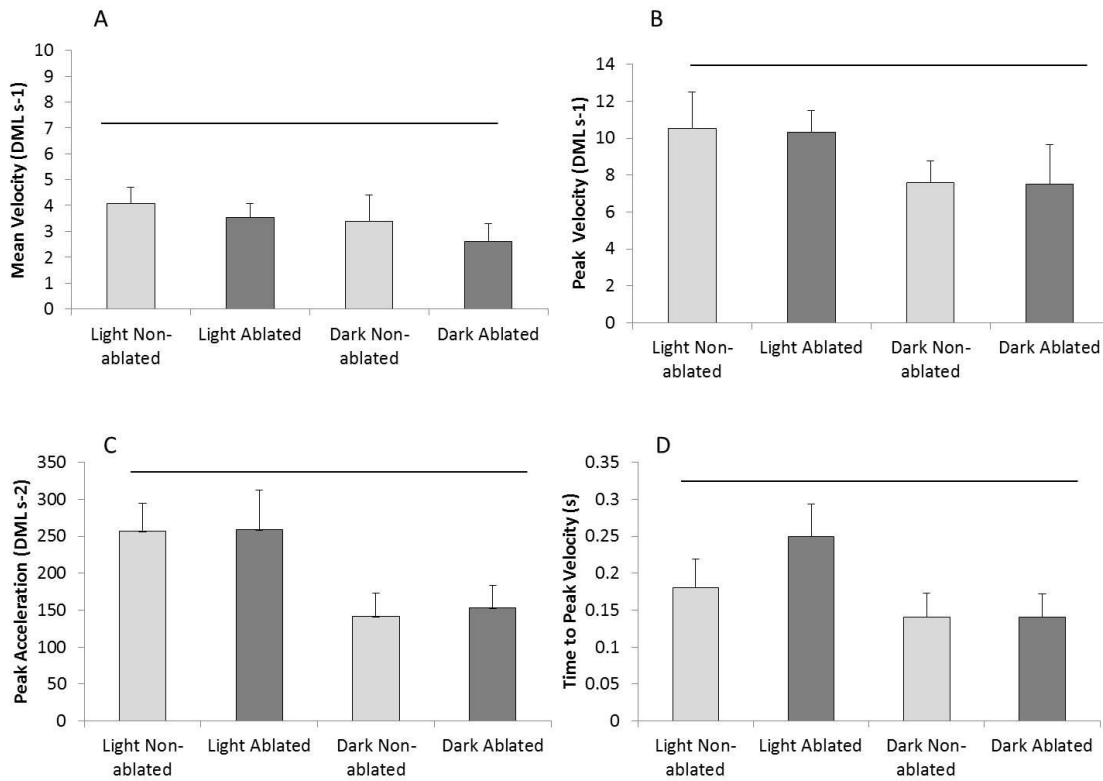 A
Mean Velocity (DML s-1)
10
9
8
7
6
5
4
3
2
1
0
Light Non-
ablated
Light Ablated
Dark Non-
ablated
Dark Ablated
B
Peak Velocity (DML s-1)
14
12
10
8
6
4
2
0
Light Non-
ablated
Light Ablated
Dark Non-
ablated
Dark Ablated
C
Peak Acceleration (DML s-2)
350
300
250
200
150
100
50
0
Light Non-
ablated
Light Ablated
Dark Non-
ablated
Dark Ablated
D
Time to Peak Velocity (s)
0.35
0.3
0.25
0.2
0.15
0.1
0.05
0
Light Non-
ablated
Light Ablated
Dark Non-
ablated
Dark Ablated